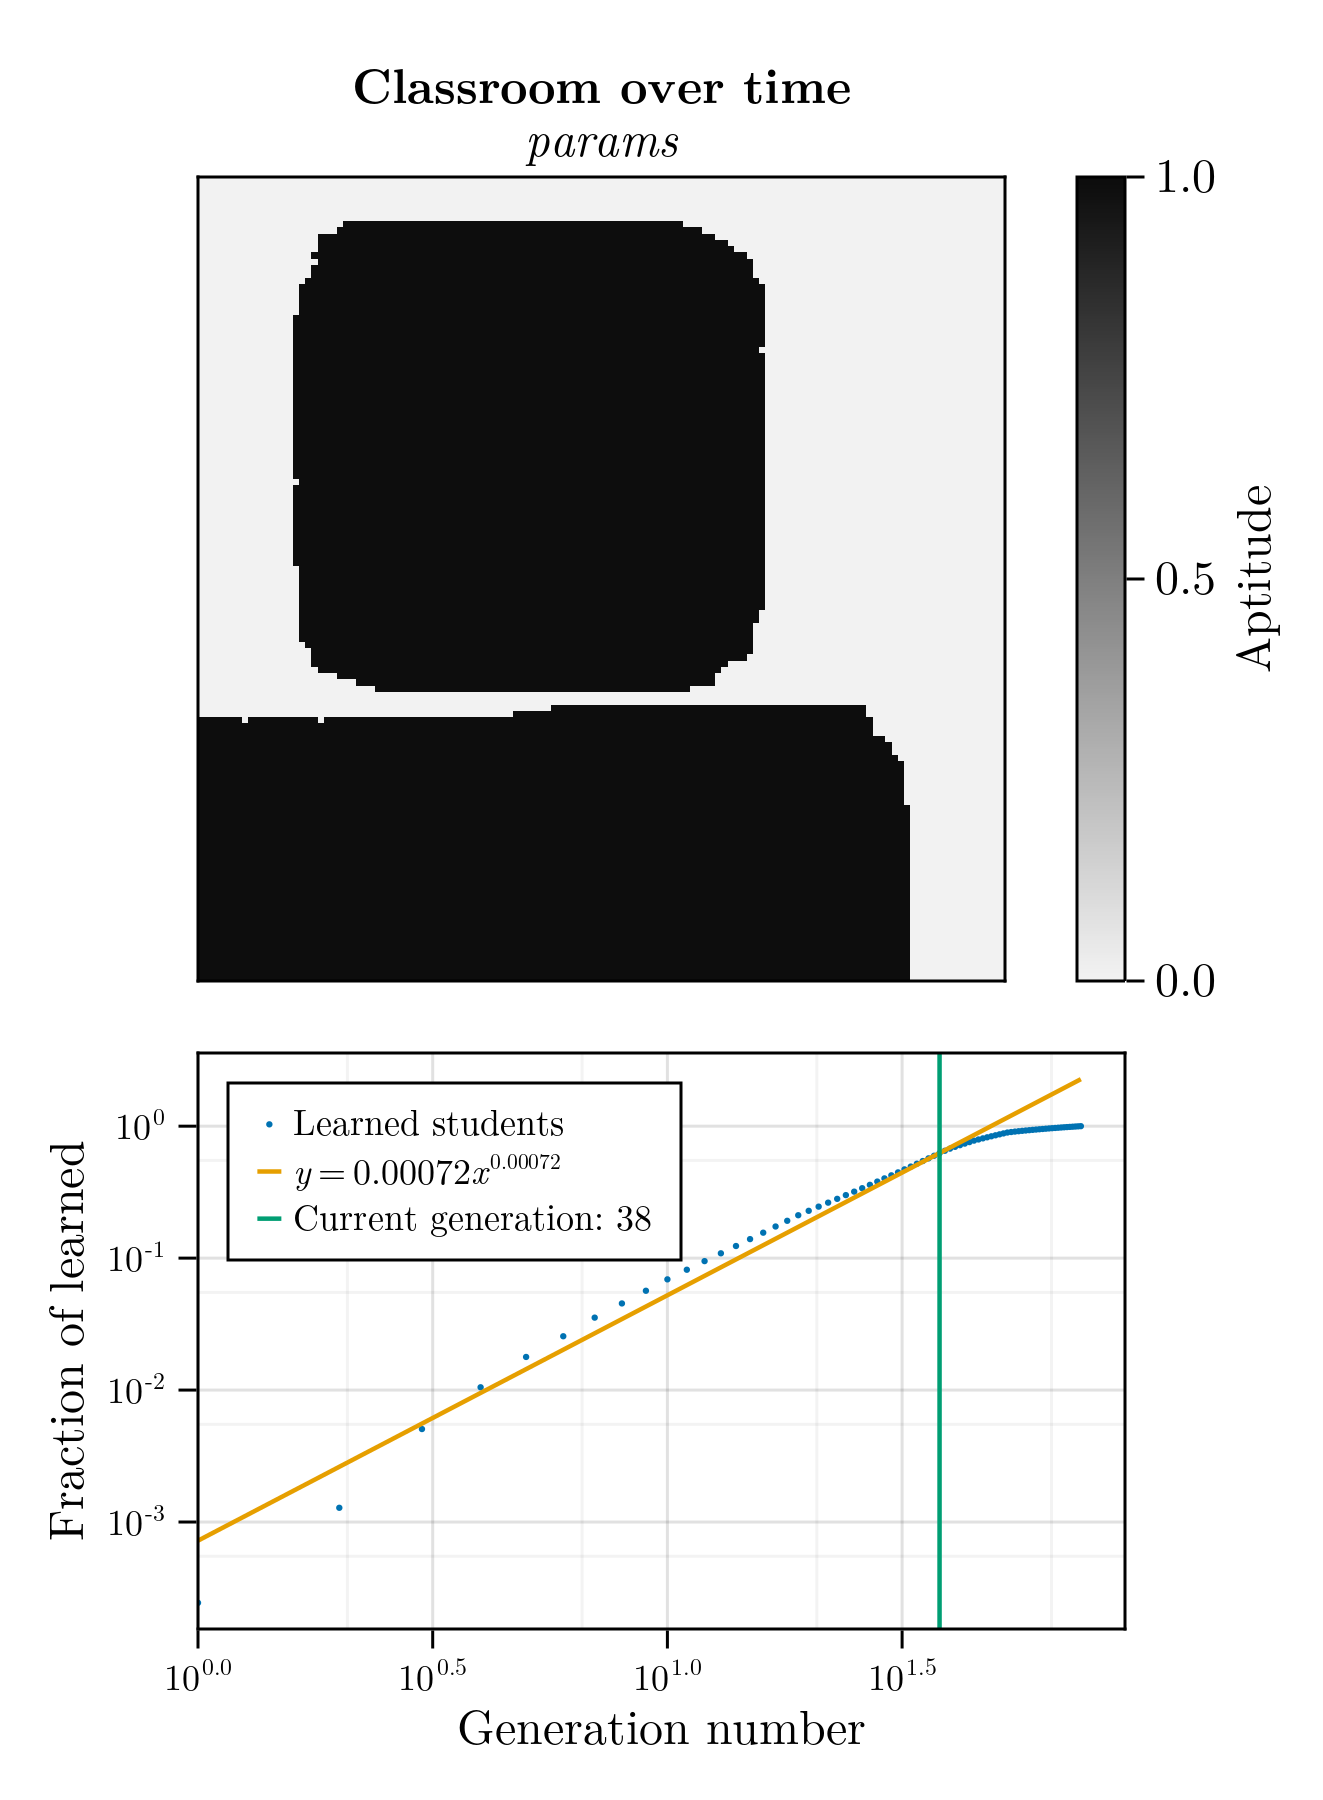 Classroom over time
params
1.0
0.5
0.0
Aptitude
Learned students
y = 0.00072x^0.00072
Current generation: 38
10^0
10^-1
10^-2
10^-3
Fraction of learned
10^0.0 10^0.5 10^1.0 10^1.5
Generation number